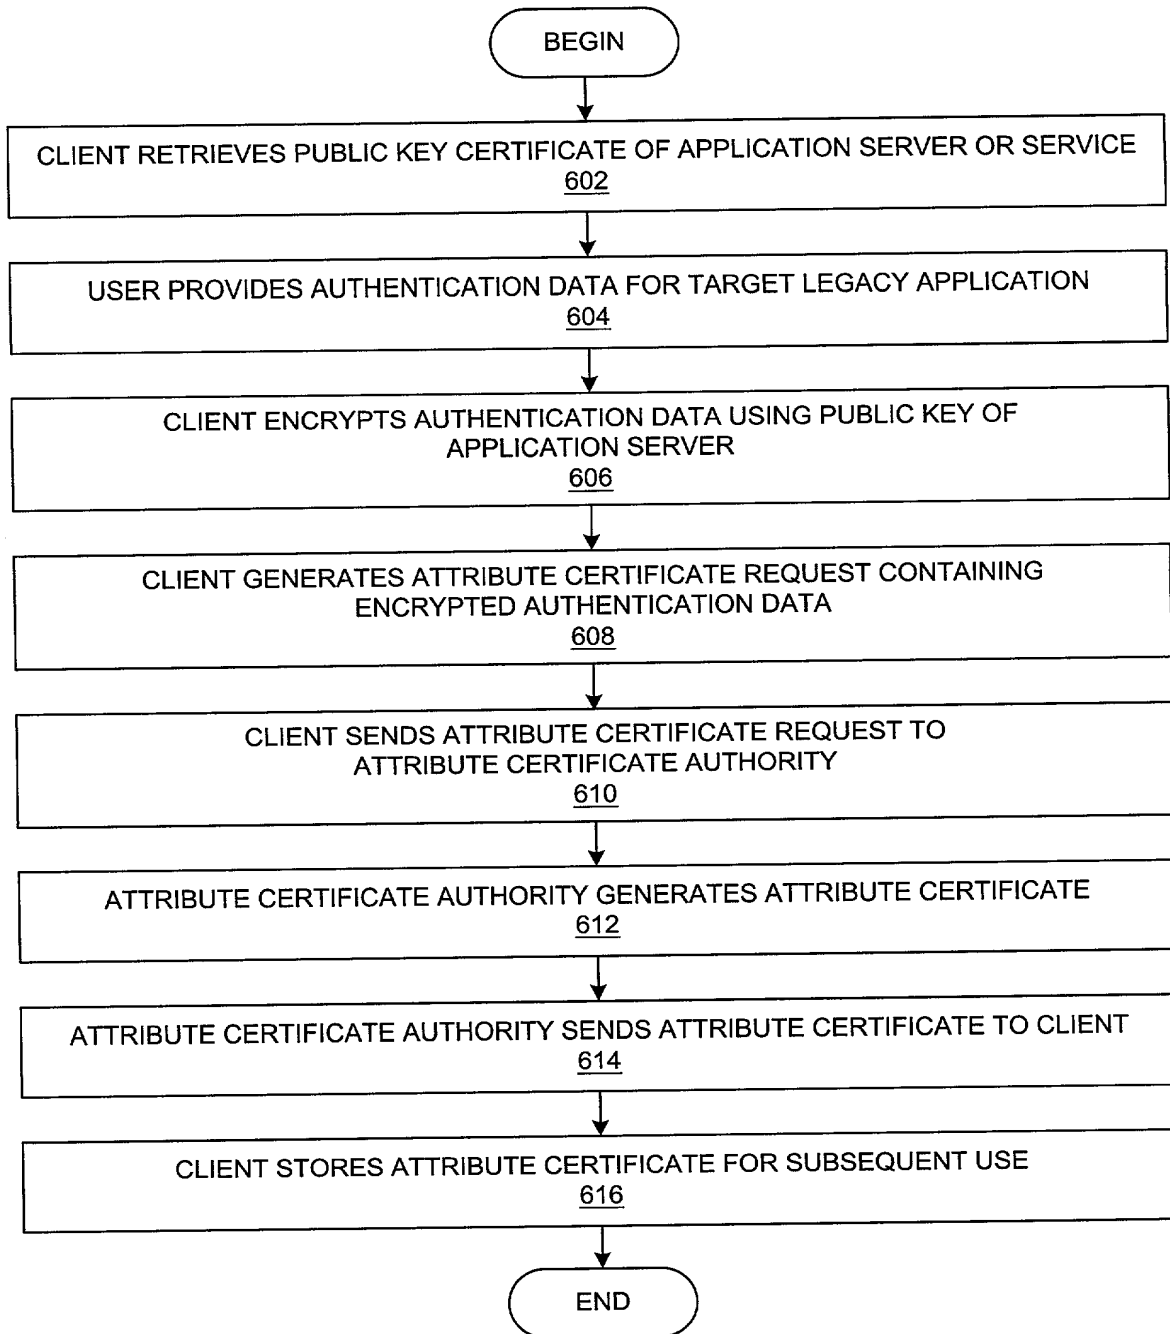 BEGIN
CLIENT RETRIEVES PUBLIC KEY CERTIFICATE OF APPLICATION SERVER OR SERVICE
602
USER PROVIDES AUTHENTICATION DATA FOR TARGET LEGACY APPLICATION
604
CLIENT ENCRYPTS AUTHENTICATION DATA USING PUBLIC KEY OF
APPLICATION SERVER
606
CLIENT GENERATES ATTRIBUTE CERTIFICATE REQUEST CONTAINING
ENCRYPTED AUTHENTICATION DATA
608
CLIENT SENDS ATTRIBUTE CERTIFICATE REQUEST TO
ATTRIBUTE CERTIFICATE AUTHORITY
610
ATTRIBUTE CERTIFICATE AUTHORITY GENERATES ATTRIBUTE CERTIFICATE
612
ATTRIBUTE CERTIFICATE AUTHORITY SENDS ATTRIBUTE CERTIFICATE TO CLIENT
614
CLIENT STORES ATTRIBUTE CERTIFICATE FOR SUBSEQUENT USE
616
END